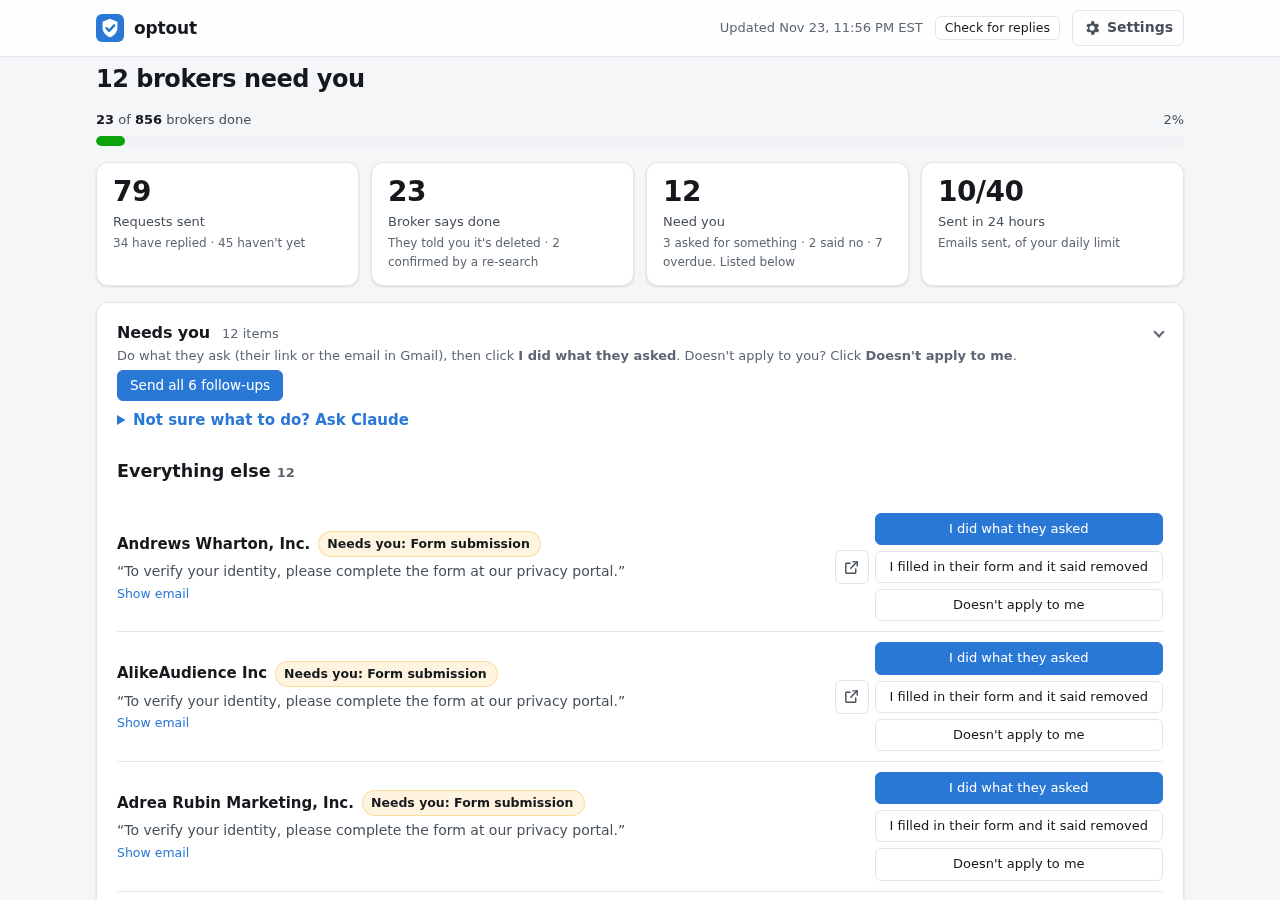 optout
Updated Nov 23, 11:56 PM EST
Check for replies
Settings
12 brokers need you
23 of 856 brokers done
2%
79
Requests sent
34 have replied · 45 haven't yet
23
Broker says done
They told you it's deleted · 2
confirmed by a re-search
12
Need you
3 asked for something · 2 said no · 7
overdue. Listed below
10/40
Sent in 24 hours
Emails sent, of your daily limit
Needs you 12 items
Do what they ask (their link or the email in Gmail), then click I did what they asked. Doesn't apply to you? Click Doesn't apply to me.
Send all 6 follow-ups
Not sure what to do? Ask Claude
Everything else 12
Andrews Wharton, Inc. Needs you: Form submission
“To verify your identity, please complete the form at our privacy portal.”
Show email
I did what they asked
I filled in their form and it said removed
Doesn't apply to me
AlikeAudience Inc Needs you: Form submission
“To verify your identity, please complete the form at our privacy portal.”
Show email
I did what they asked
I filled in their form and it said removed
Doesn't apply to me
Adrea Rubin Marketing, Inc. Needs you: Form submission
“To verify your identity, please complete the form at our privacy portal.”
Show email
I did what they asked
I filled in their form and it said removed
Doesn't apply to me